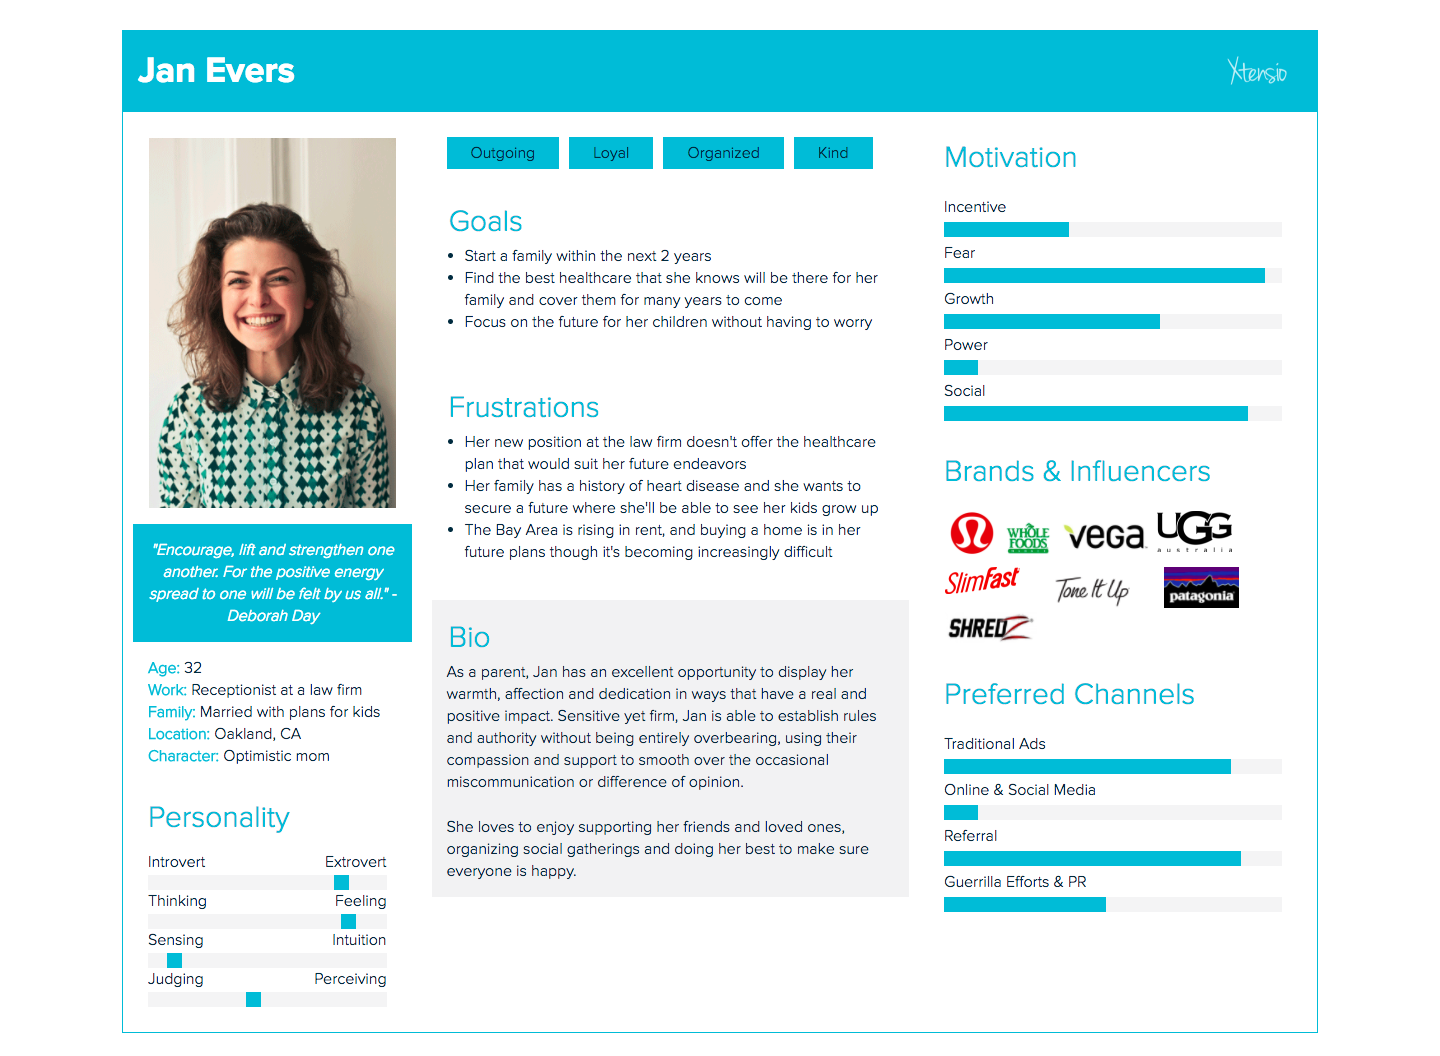 Jan Evers
Xtensio
"Encourage, lift and strengthen one
another. For the positive energy
spread to one will be felt by us all." -
Deborah Day
Age: 32
Work: Receptionist at a law firm
Family: Married with plans for kids
Location: Oakland, CA
Character: Optimistic mom
Personality
Introvert Extrovert
Thinking Feeling
Sensing Intuition
Judging Perceiving
Outgoing Loyal Organized Kind
Goals
• Start a family within the next 2 years
• Find the best healthcare that she knows will be there for her
family and cover them for many years to come
• Focus on the future for her children without having to worry
Frustrations
• Her new position at the law firm doesn't offer the healthcare
plan that would suit her future endeavors
• Her family has a history of heart disease and she wants to
secure a future where she'll be able to see her kids grow up
• The Bay Area is rising in rent, and buying a home is in her
future plans though it's becoming increasingly difficult
Bio
As a parent, Jan has an excellent opportunity to display her
warmth, affection and dedication in ways that have a real and
positive impact. Sensitive yet firm, Jan is able to establish rules
and authority without being entirely overbearing, using their
compassion and support to smooth over the occasional
miscommunication or difference of opinion.
She loves to enjoy supporting her friends and loved ones,
organizing social gatherings and doing her best to make sure
everyone is happy.
Motivation
Incentive
Fear
Growth
Power
Social
Brands & Influencers
WHOLE
FOODS
MARKET
vega
UGG
australia
SlimFast
Tone It Up
patagonia
SHREDZ
Preferred Channels
Traditional Ads
Online & Social Media
Referral
Guerrilla Efforts & PR